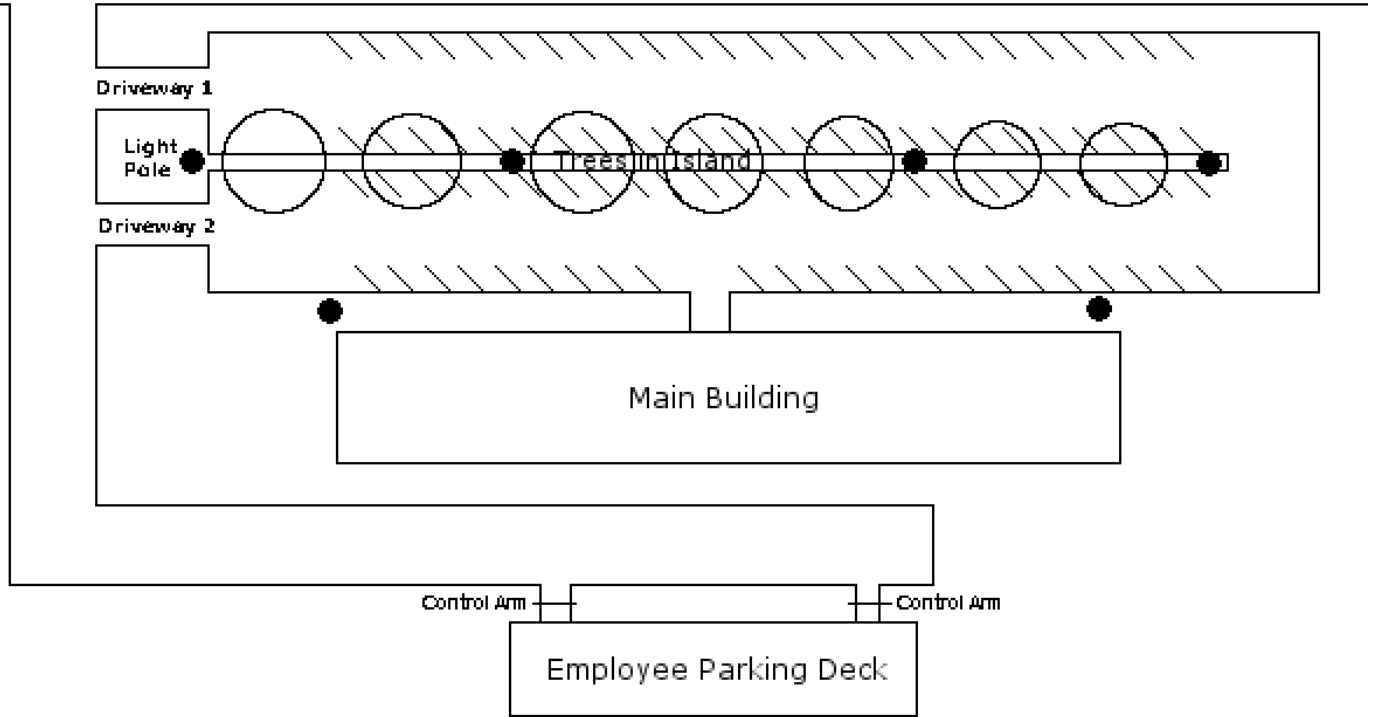 Driveway 1
Light
Pole
Trees in Island
Driveway 2
Main Building
Control Arm
Control Arm
Employee Parking Deck